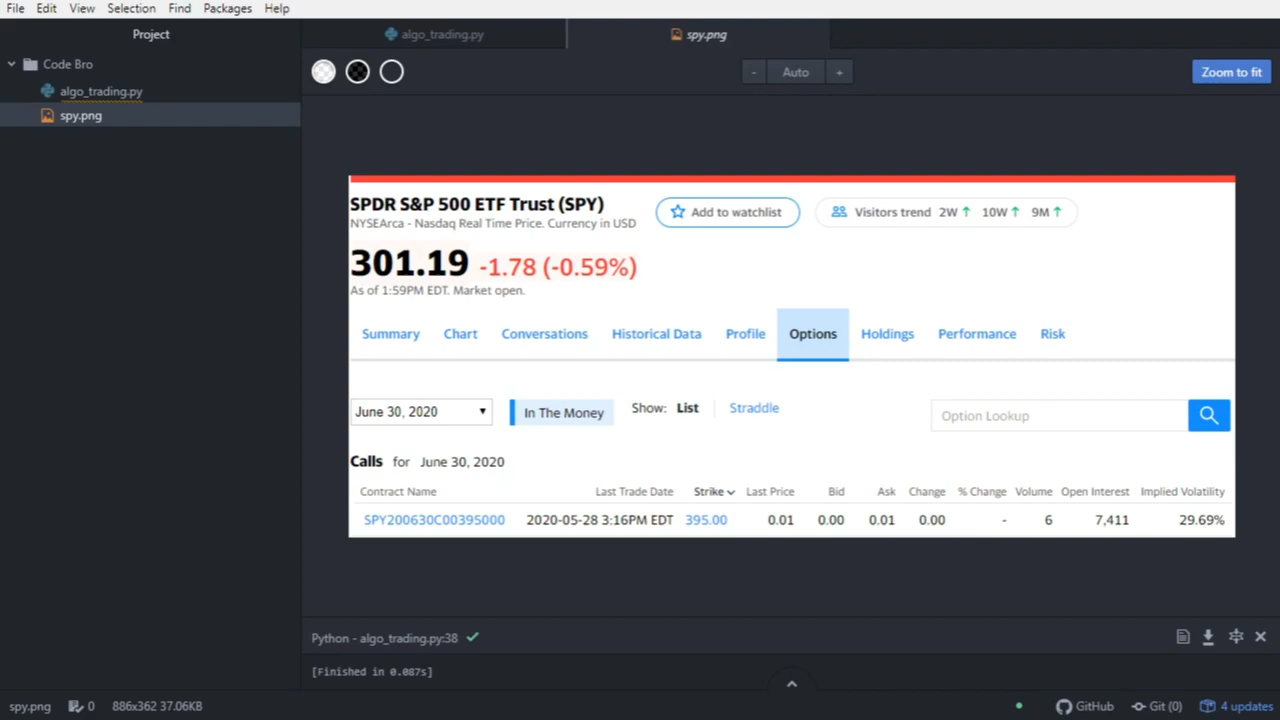 File Edit View Selection Find Packages Help
Project
algo_trading.py
spy.png
Code Bro
- Auto +
Zoom to fit
algo_trading.py
spy.png
SPDR S&P 500 ETF Trust (SPY)
Add to watchlist
Visitors trend 2W ↑ 10W ↑ 9M ↑
NYSEArca - Nasdaq Real Time Price. Currency in USD
301.19 -1.78 (-0.59%)
As of 1:59PM EDT. Market open.
Summary Chart Conversations Historical Data Profile Options Holdings Performance Risk
June 30, 2020
In The Money
Show: List Straddle
Option Lookup
Calls for June 30, 2020
Contract Name Last Trade Date Strike Last Price Bid Ask Change % Change Volume Open Interest Implied Volatility
SPY200630C00395000 2020-05-28 3:16PM EDT 395.00 0.01 0.00 0.01 0.00 - 6 7,411 29.69%
Python - algo_trading.py:38
[Finished in 0.087s]
spy.png 0 886x362 37.06KB
GitHub Git (0) 4 updates